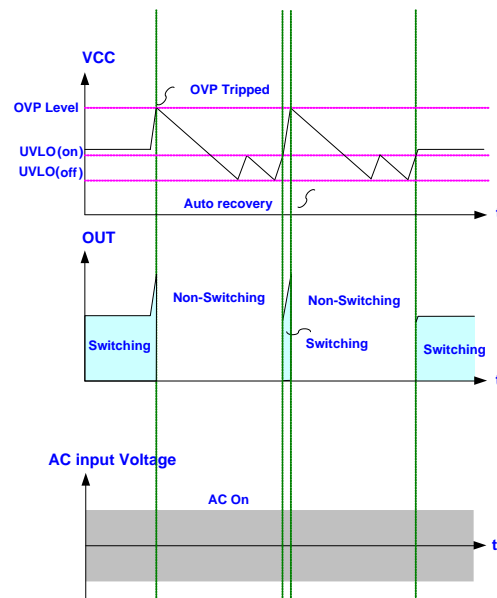 VCC
OVP Tripped
OVP Level
UVLO(on)
UVLO(off)
Auto recovery
t
OUT
Non-Switching
Non-Switching
Switching
Switching
Switching
t
AC input Voltage
AC On
t